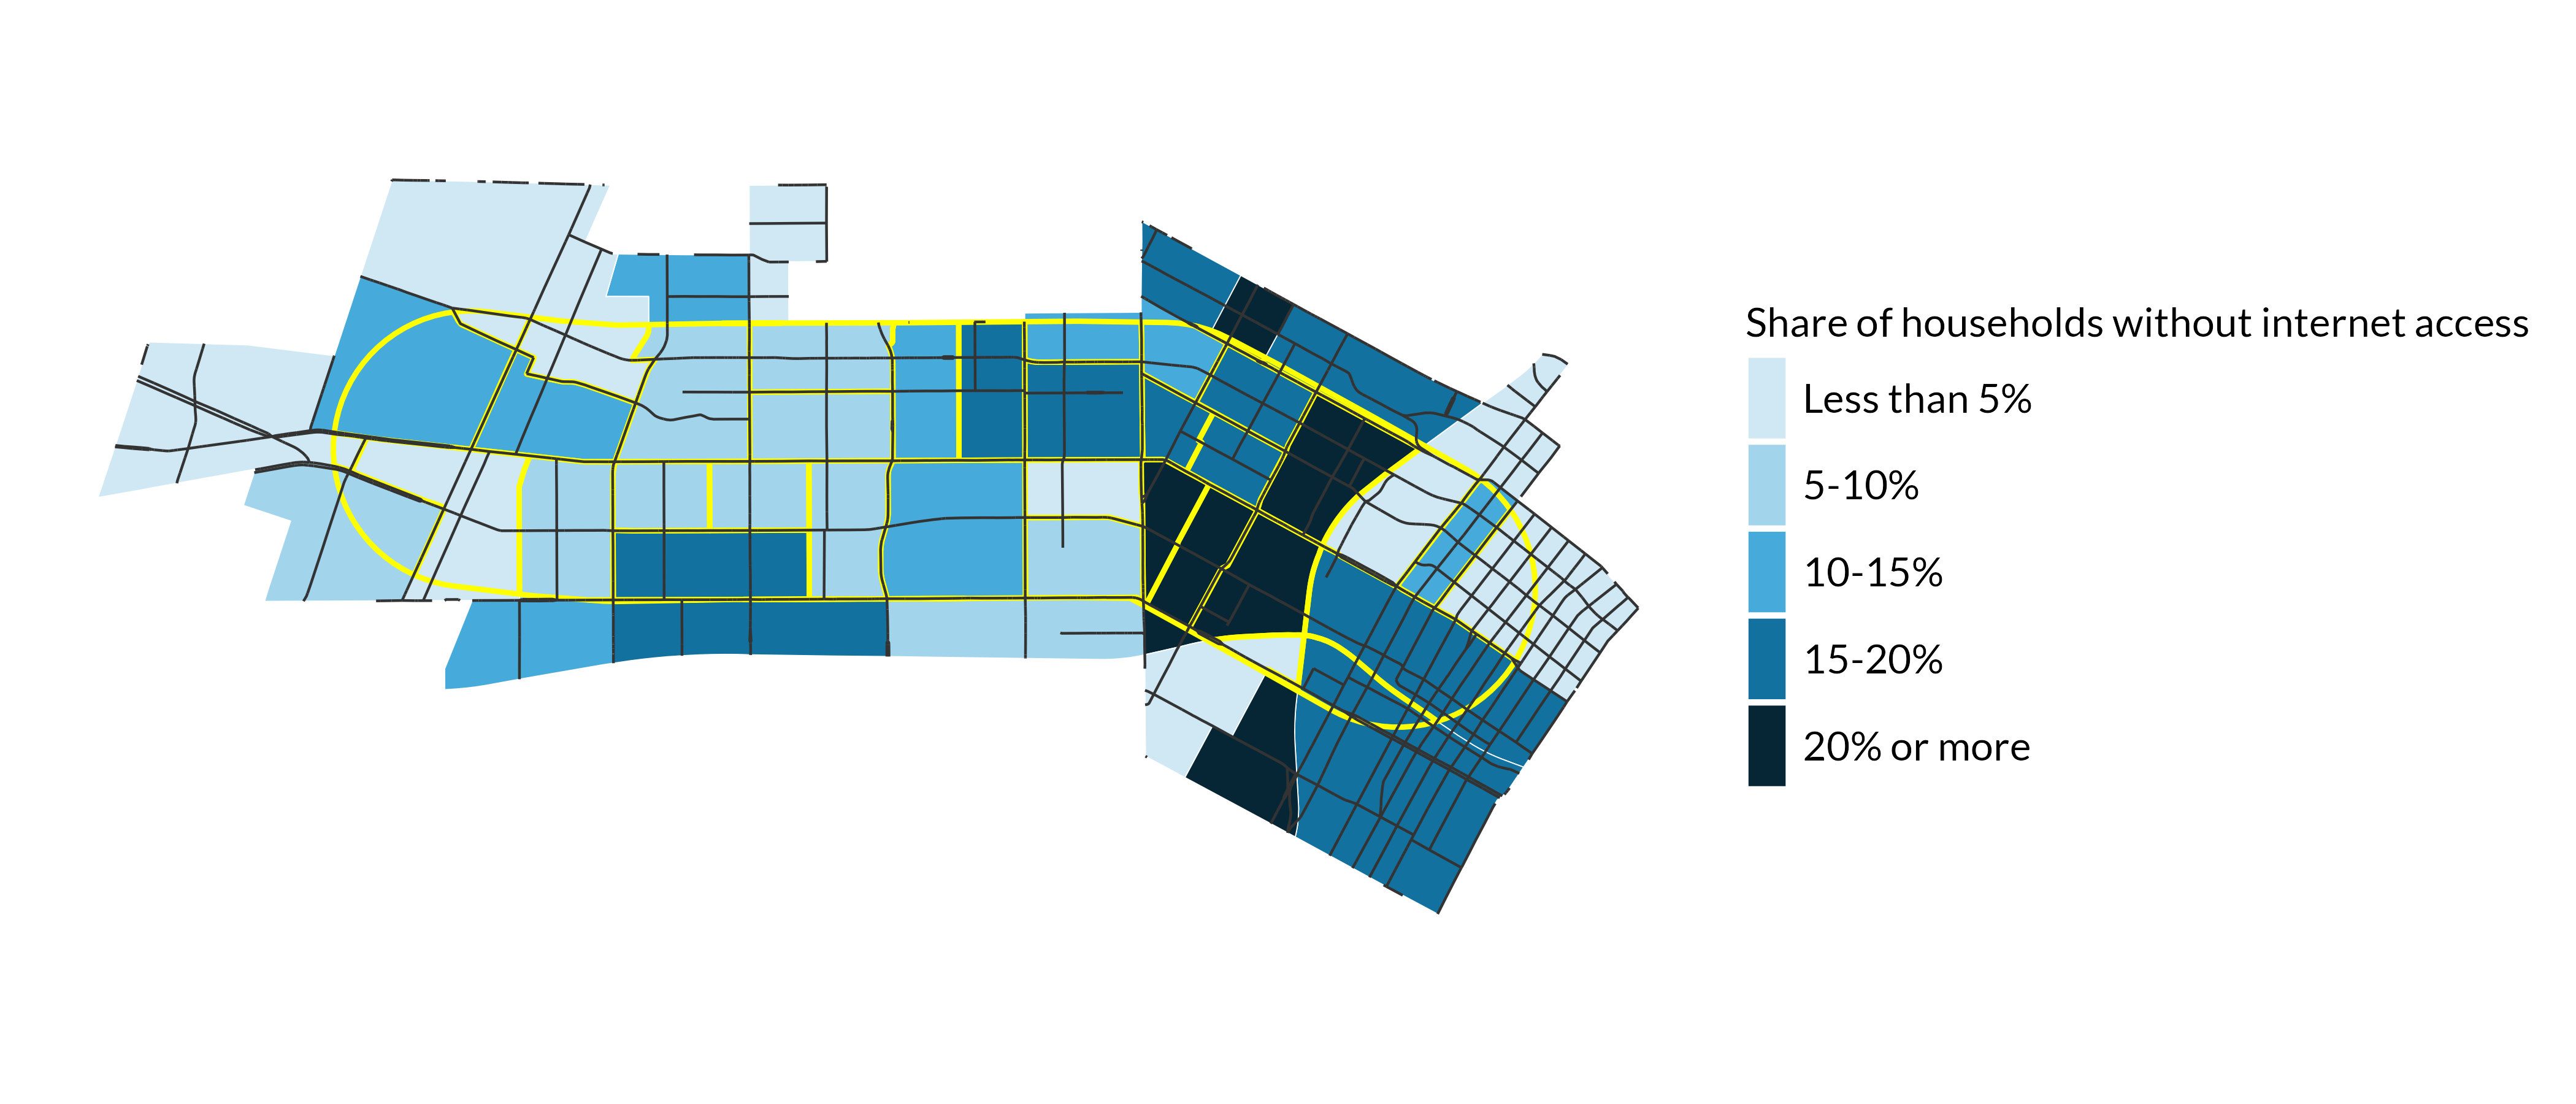 Share of households without internet access
Less than 5%
5-10%
10-15%
15-20%
20% or more